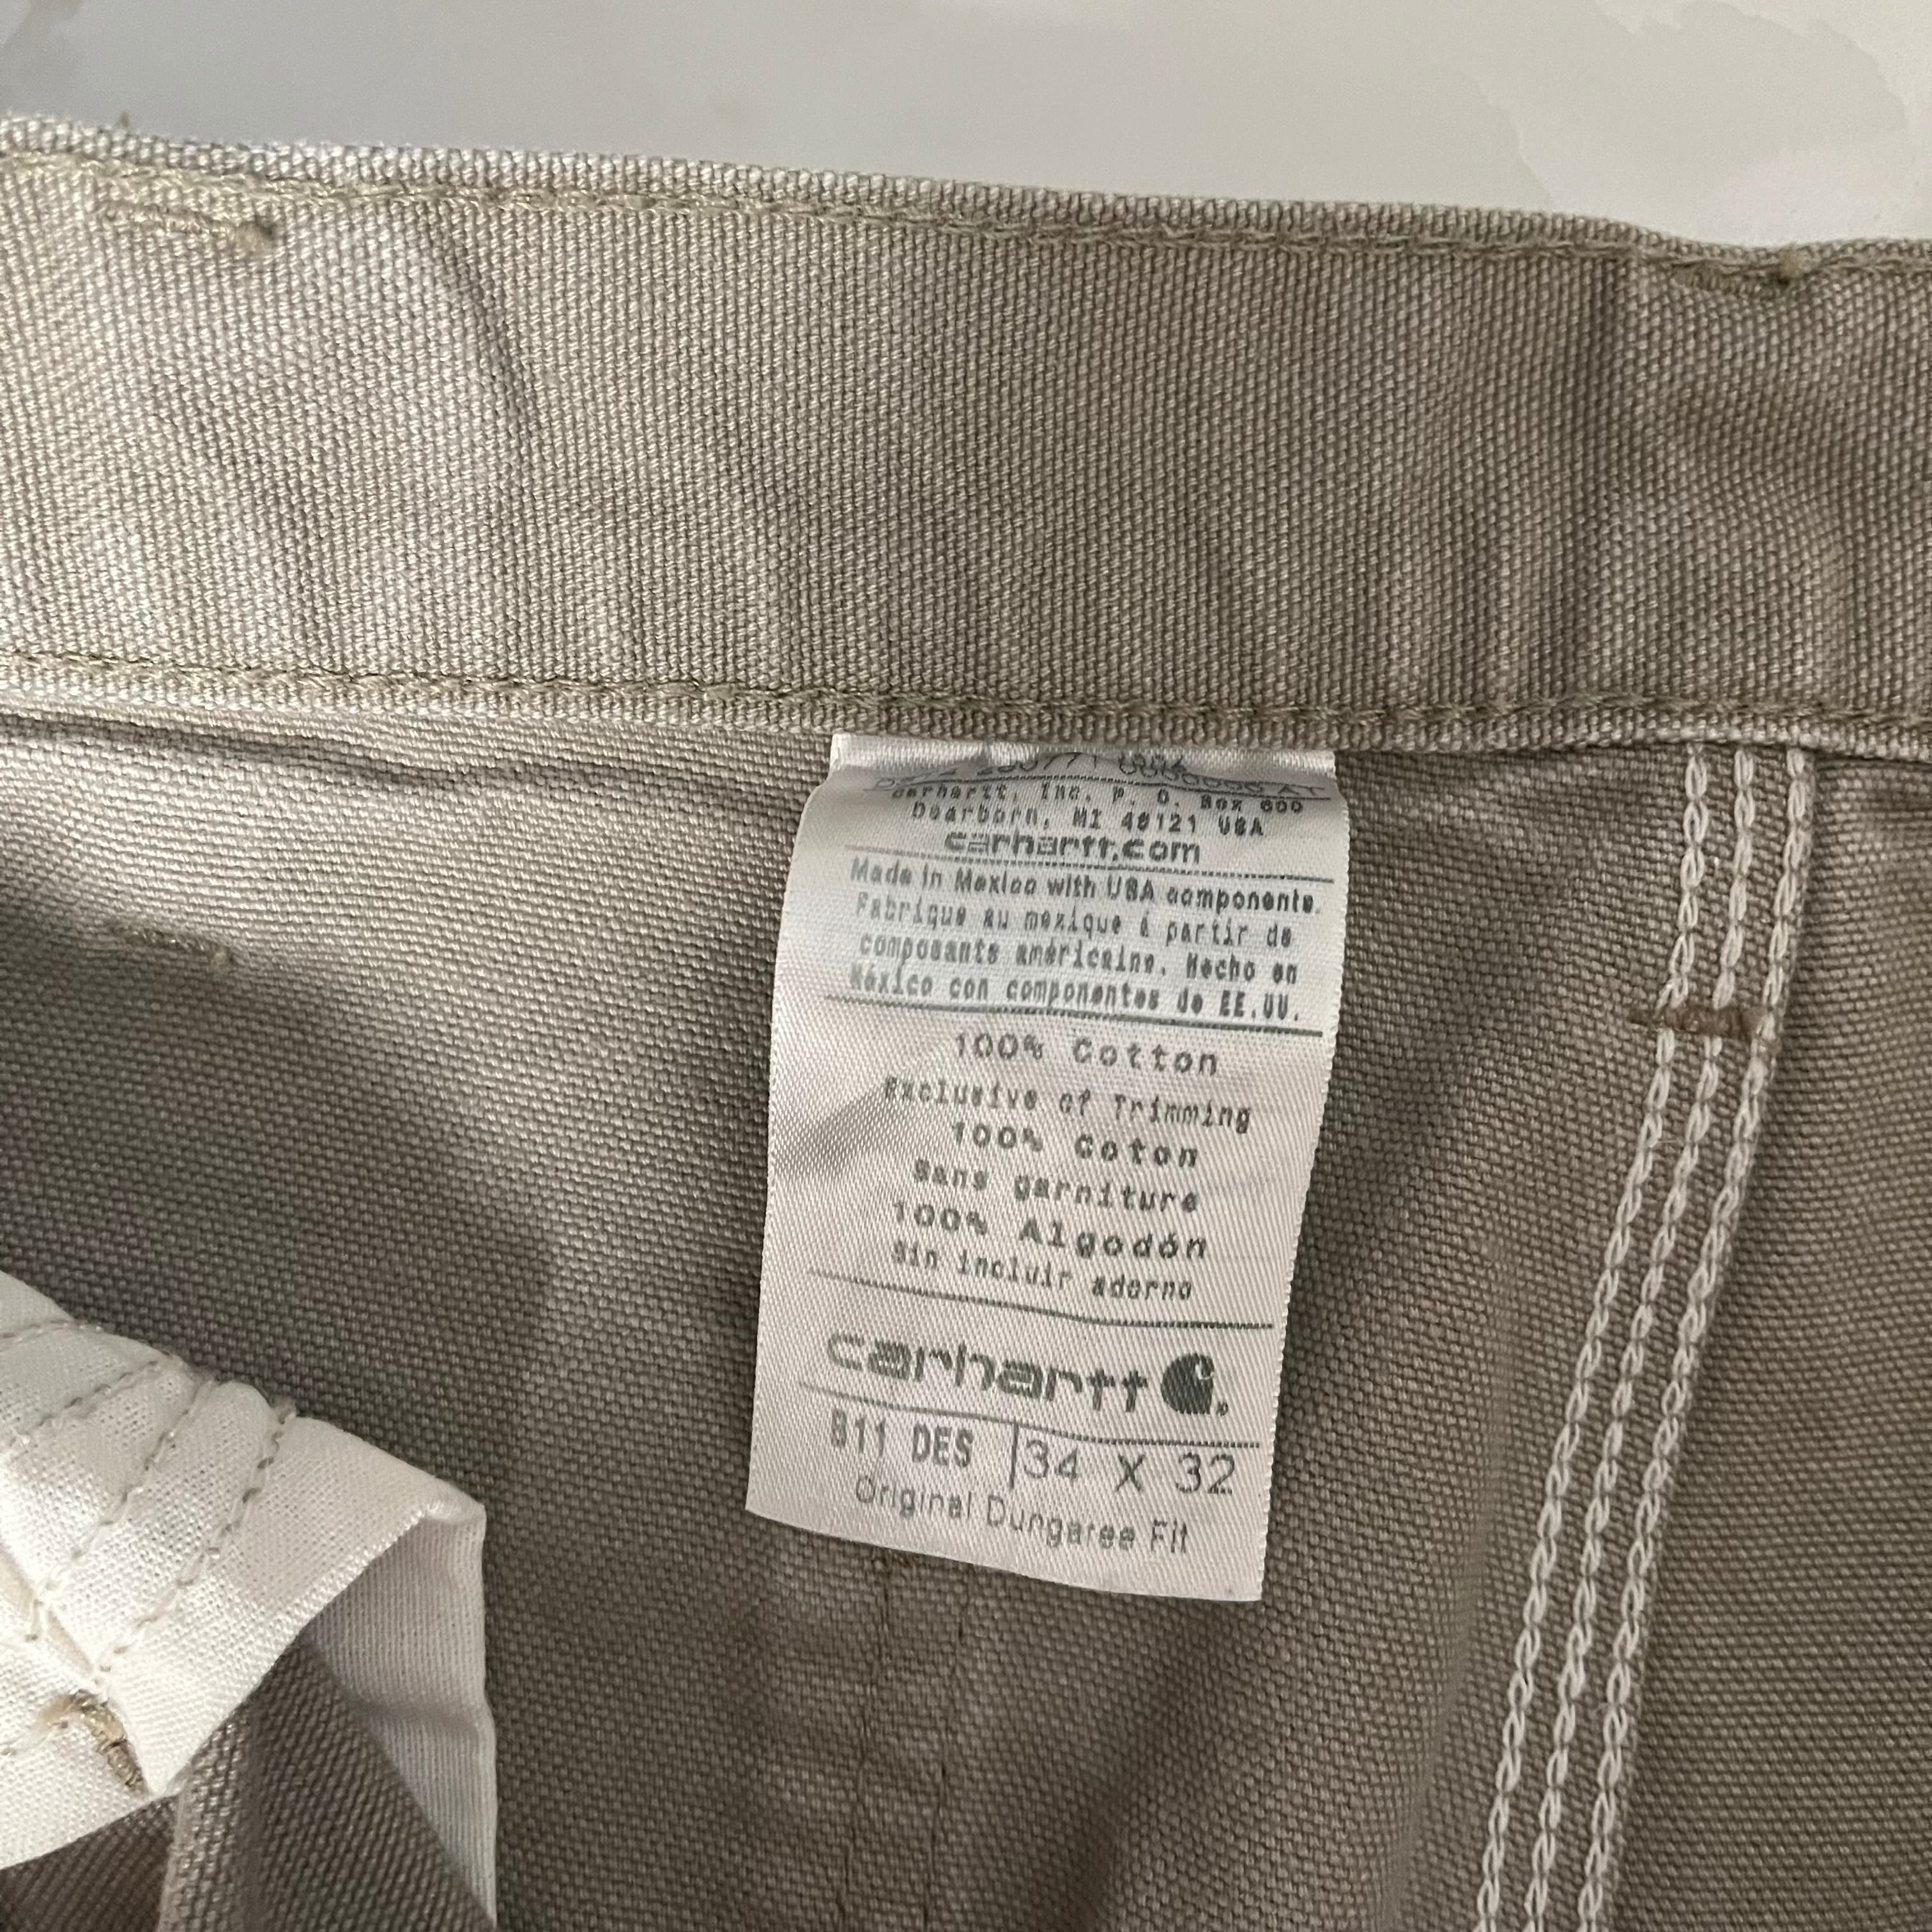 Carhartt, Inc. P. O. Box 600
Dearborn, MI 48121 USA
carhartt.com
Made in Mexico with USA components.
Fabrique au mexique á partir de
composants américains. Hecho en
México con componentes de EE.UU.
100% Cotton
Exclusive of Trimming
100% Coton
Sans garniture
100% Algodón
Sin incluir adorno
carhartt
B11 DES 34 X 32
Original Dungaree Fit